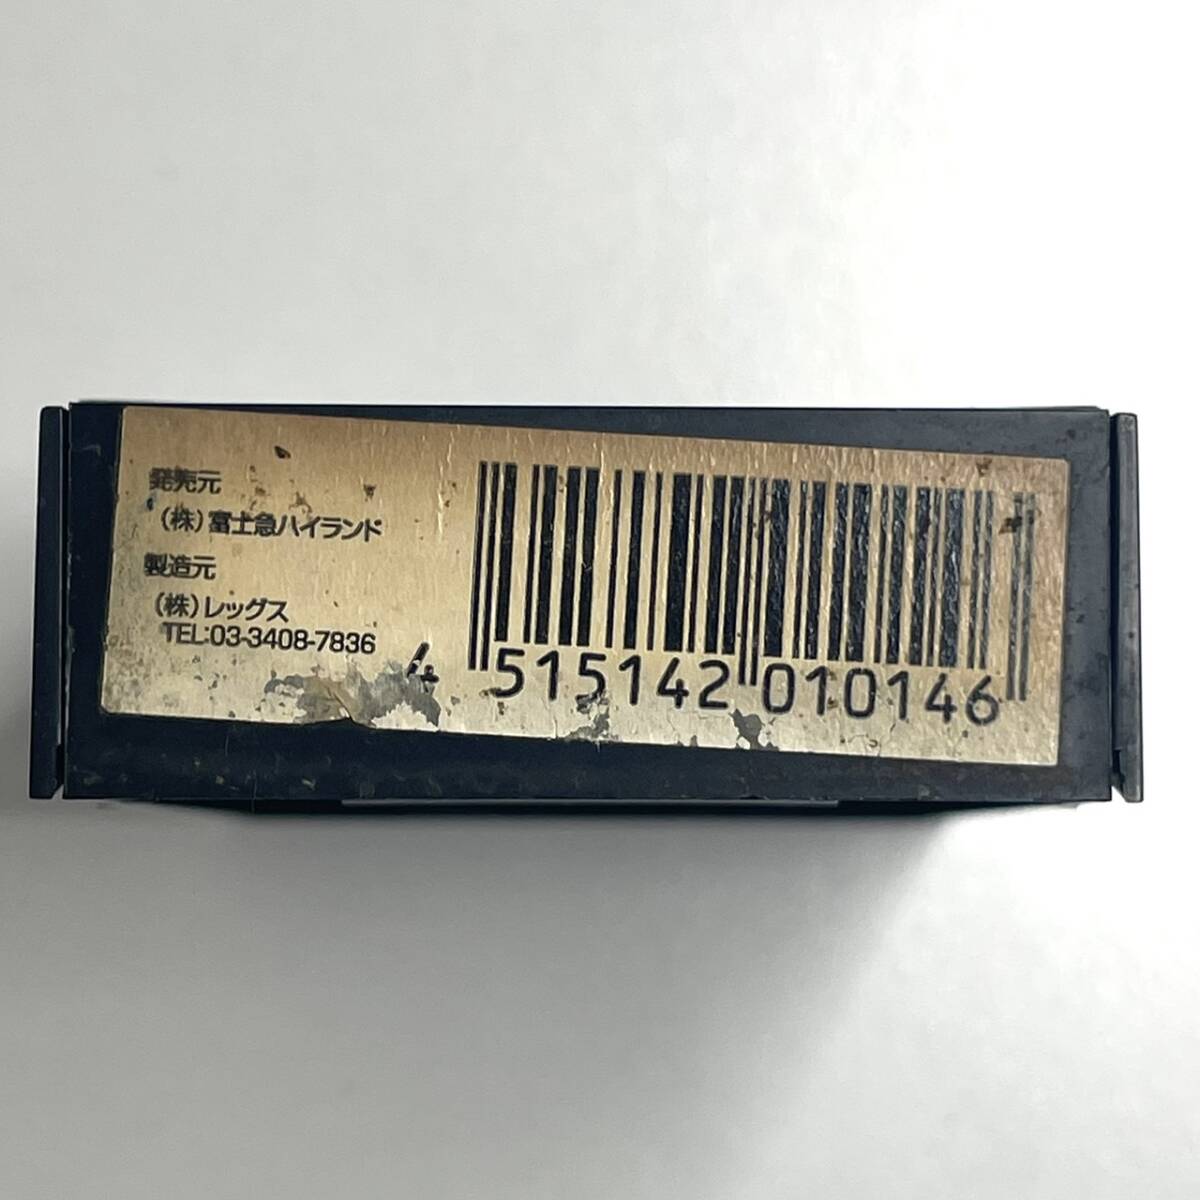 発売元
(株)富士急ハイランド
製造元
(株)レッグス
TEL:03-3408-7836
4 515142 010146